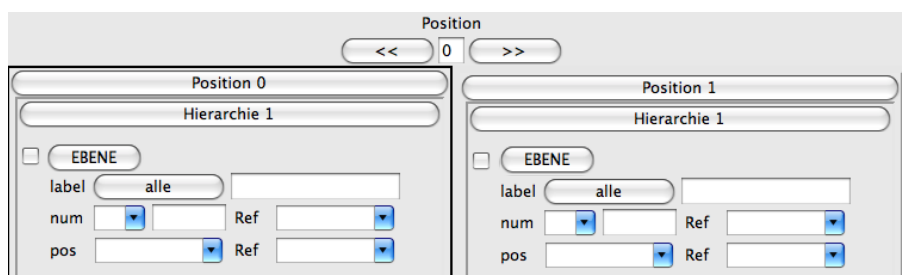 Position
<< 0 >>
Position 0
Hierarchie 1
EBENE
label alle
num Ref
pos Ref
Position 1
Hierarchie 1
EBENE
label alle
num Ref
pos Ref